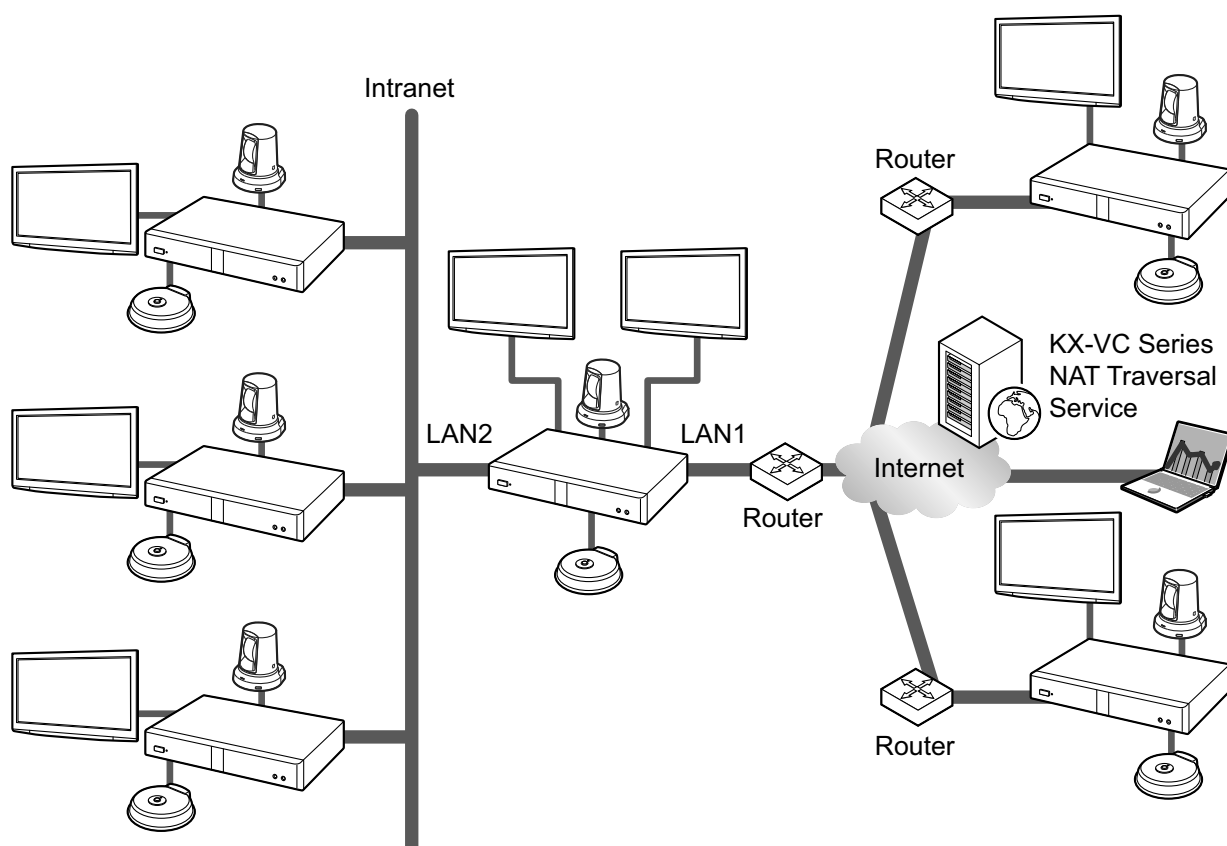 Intranet
Router
KX-VC Series
NAT Traversal
Service
LAN2
LAN1
Internet
Router
Router